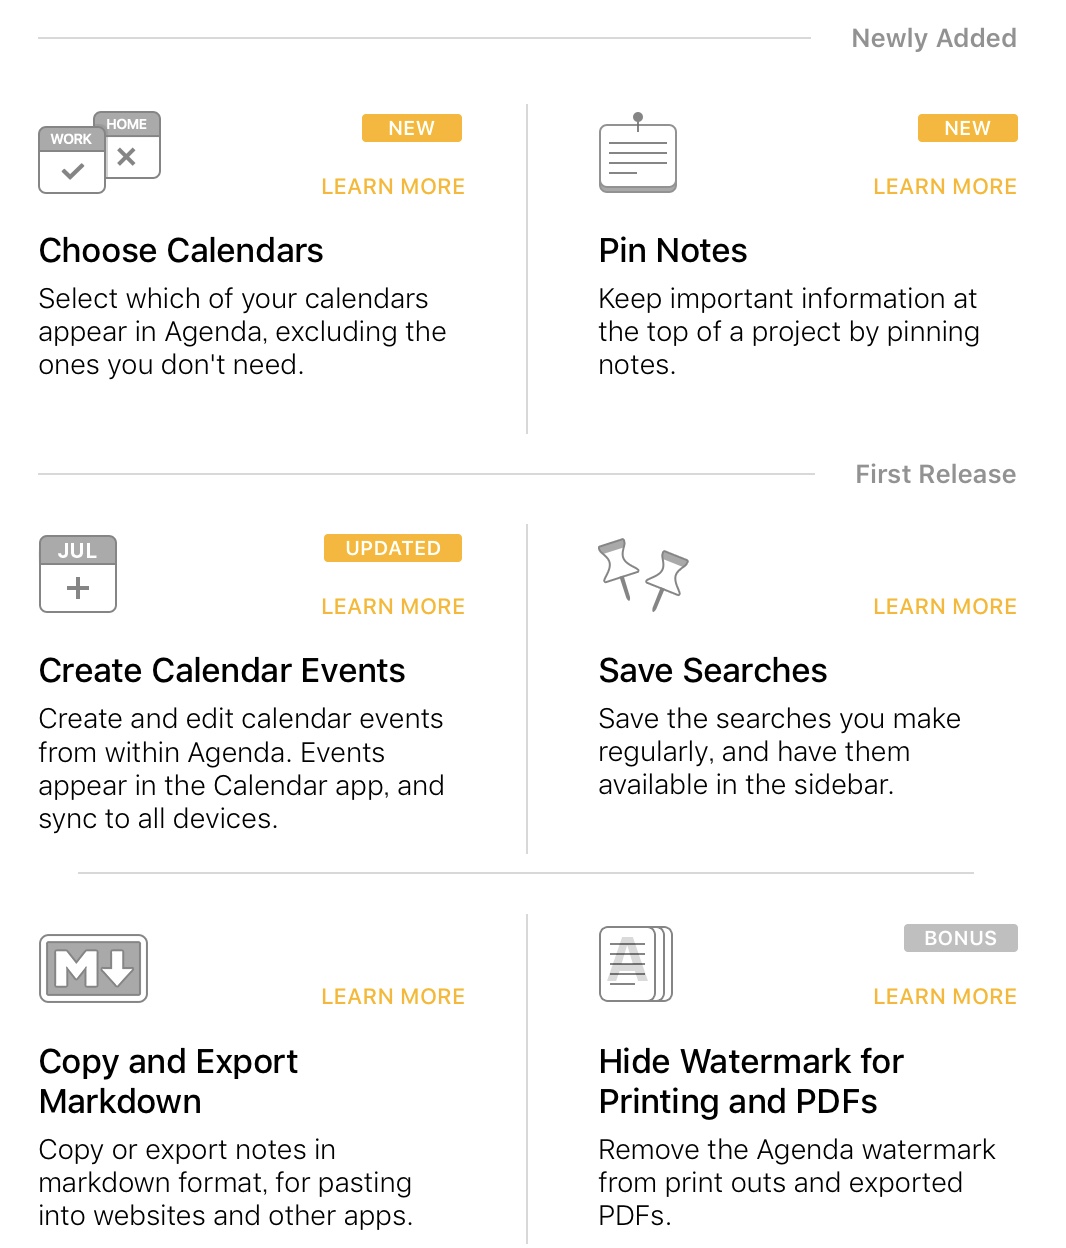 Newly Added
WORK
HOME
NEW
LEARN MORE
Choose Calendars
Select which of your calendars
appear in Agenda, excluding the
ones you don't need.
NEW
LEARN MORE
Pin Notes
Keep important information at
the top of a project by pinning
notes.
First Release
JUL
UPDATED
LEARN MORE
Create Calendar Events
Create and edit calendar events
from within Agenda. Events
appear in the Calendar app, and
sync to all devices.
LEARN MORE
Save Searches
Save the searches you make
regularly, and have them
available in the sidebar.
M
LEARN MORE
Copy and Export
Markdown
Copy or export notes in
markdown format, for pasting
into websites and other apps.
A
BONUS
LEARN MORE
Hide Watermark for
Printing and PDFs
Remove the Agenda watermark
from print outs and exported
PDFs.